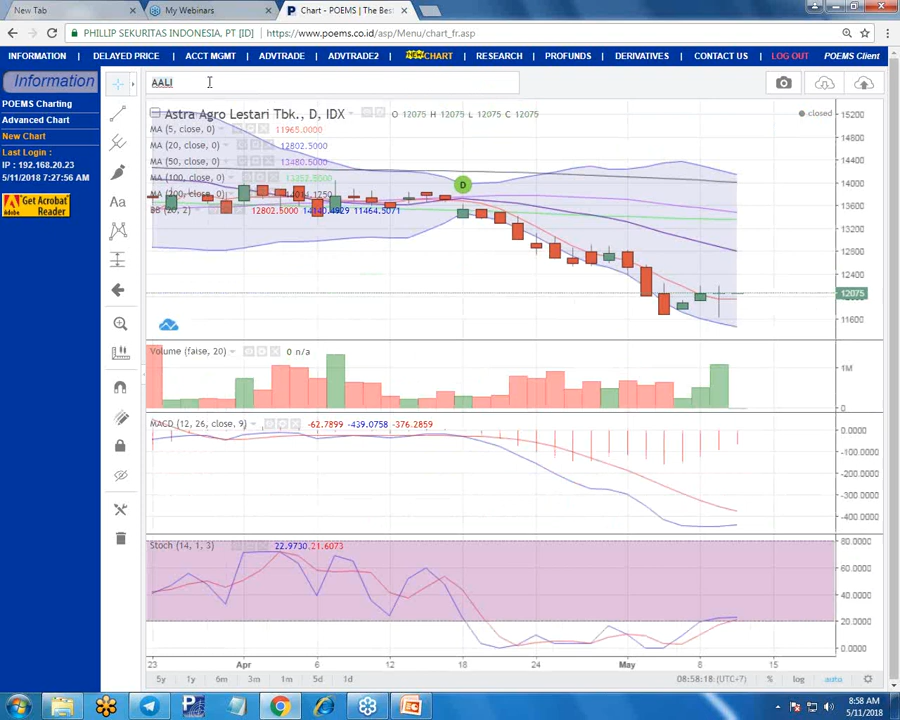 New Tab
My Webinars
Chart - POEMS | The Bes
PHILLIP SEKURITAS INDONESIA, PT [ID]
https://www.poems.co.id/asp/Menu/chart_fr.asp
INFORMATION DELAYED PRICE ACCT MGMT ADVTRADE ADVTRADE2 NEW CHART RESEARCH PROFUNDS DERIVATIVES CONTACT US LOG OUT POEMS Client
Information
POEMS Charting
Advanced Chart
New Chart
Last Login :
IP : 192.168.20.23
5/11/2018 7:27:56 AM
Get Acrobat
Reader
Adobe
AALI
Astra Agro Lestari Tbk., D, IDX
O 12075 H 12075 L 12075 C 12075
closed
MA (5, close, 0) 11965.0000
MA (20, close, 0) 12802.5000
MA (50, close, 0) 13480.5000
MA (100, close, 0)
MA (200, close, 0)
BB (20, 2) 12802.5000 11464.5071
D
15200
14800
14400
14000
13600
13200
12800
12400
12075
11600
Volume (false, 20) 0 n/a
1M
0
MACD (12, 26, close, 9) -62.7899 -439.0758 -376.2859
0.0000
-100.0000
-200.0000
-300.0000
-400.0000
Stoch (14, 1, 3) 22.9730 21.6073
80.0000
60.0000
40.0000
20.0000
0.0000
23 Apr 6 12 18 24 May 8 15
5y 1y 6m 3m 1m 5d 1d
08:58:18 (UTC+7) % log auto
Aa
8:58 AM
5/11/2018